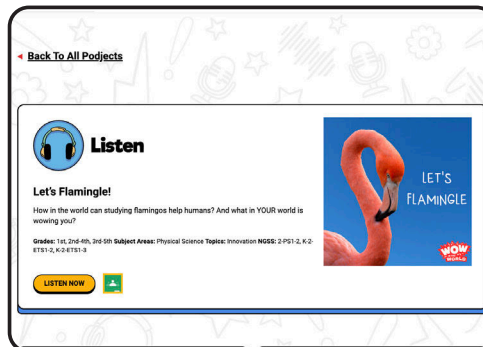 Back To All Podjects
Listen
Let's Flamingle!
How in the world can studying flamingos help humans? And what in YOUR world is
wowing you?
Grades: 1st, 2nd-4th, 3rd-5th Subject Areas: Physical Science Topics: Innovation NGSS: 2-PS1-2, K-2-
ETS1-2, K-2-ETS1-3
LISTEN NOW
LET'S
FLAMINGLE
WOW
WORLD